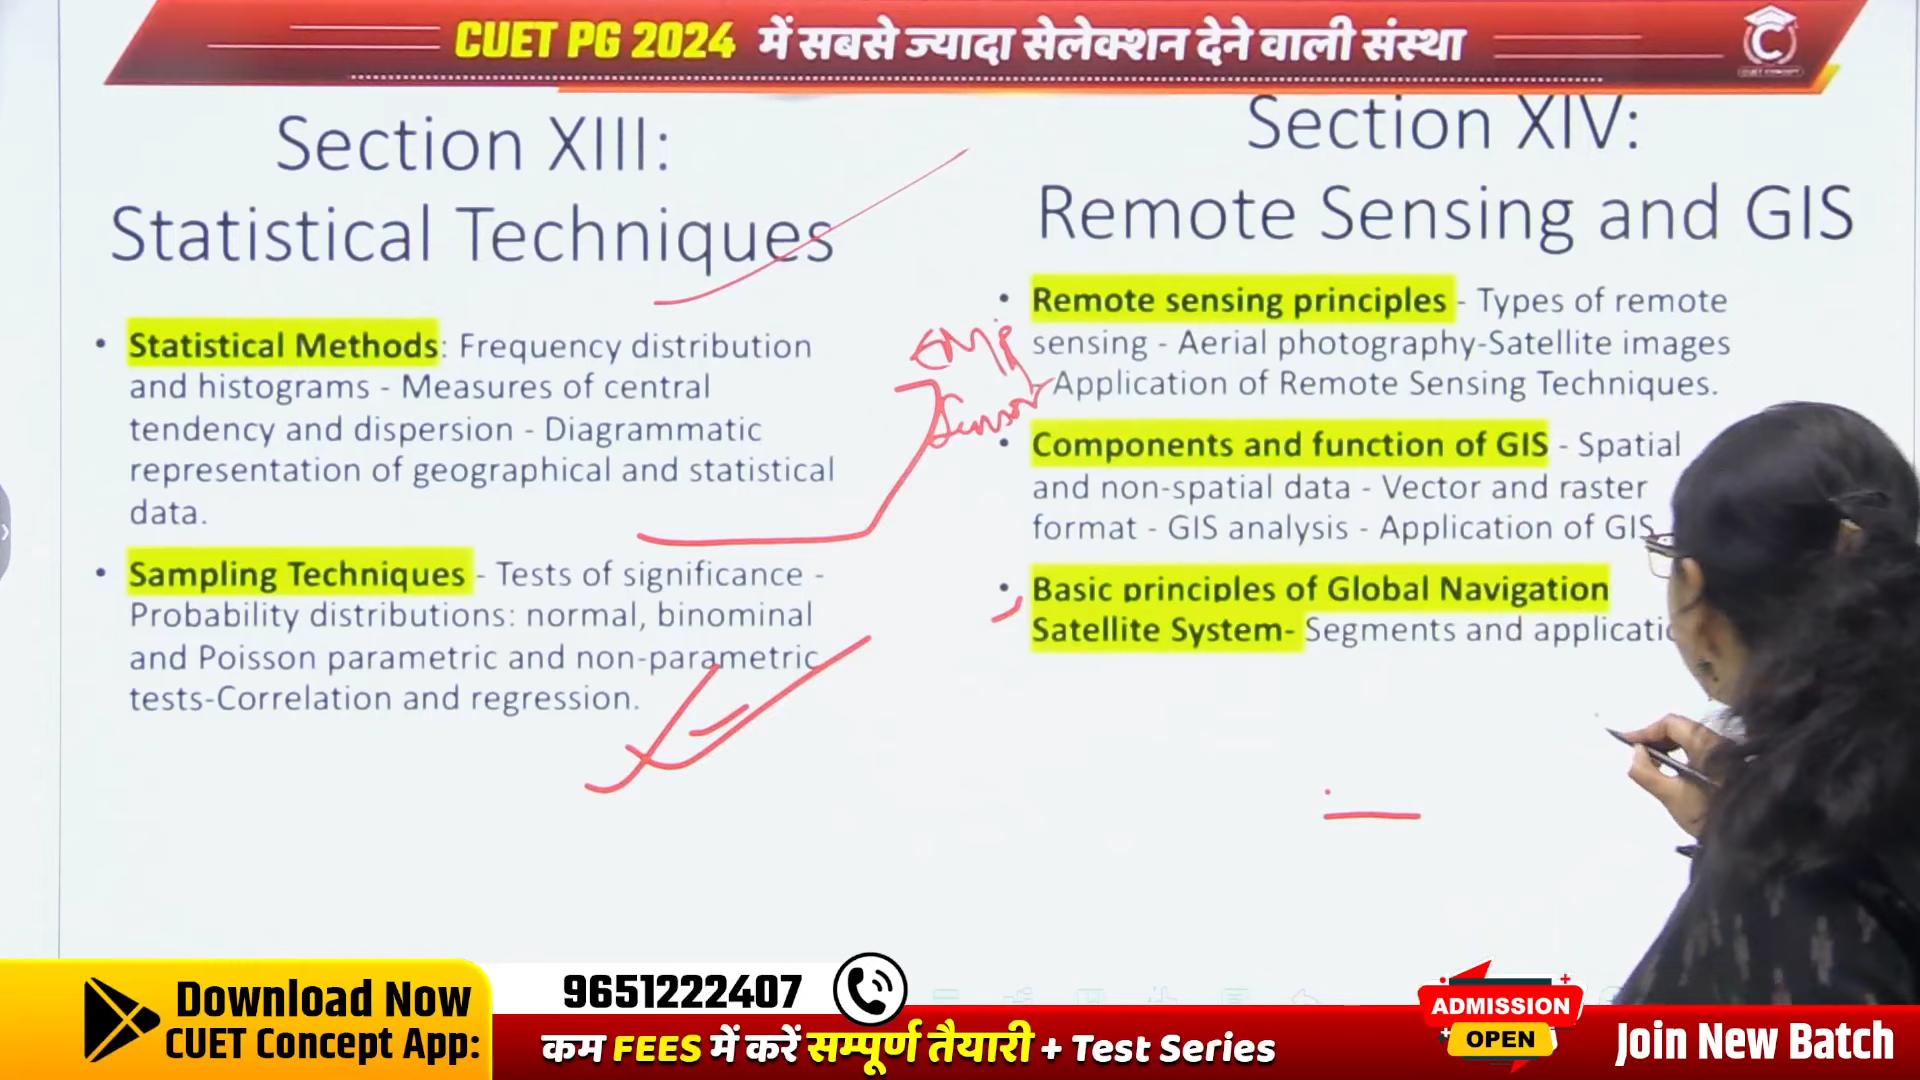 CUET PG 2024 में सबसे ज्यादा सेलेक्शन देने वाली संस्था
CUET CONCEPT
Section XIII:
Statistical Techniques
• Statistical Methods: Frequency distribution
and histograms - Measures of central
tendency and dispersion - Diagrammatic
representation of geographical and statistical
data.
• Sampling Techniques - Tests of significance -
Probability distributions: normal, binominal
and Poisson parametric and non-parametric
tests-Correlation and regression.
Section XIV:
Remote Sensing and GIS
• Remote sensing principles - Types of remote
sensing - Aerial photography-Satellite images
-Application of Remote Sensing Techniques.
• Components and function of GIS - Spatial
and non-spatial data - Vector and raster
format - GIS analysis - Application of GIS
• Basic principles of Global Navigation
Satellite System- Segments and applicatio
EMR
Sensor
Download Now
CUET Concept App:
9651222407
कम FEES में करें सम्पूर्ण तैयारी + Test Series
ADMISSION
OPEN
Join New Batch